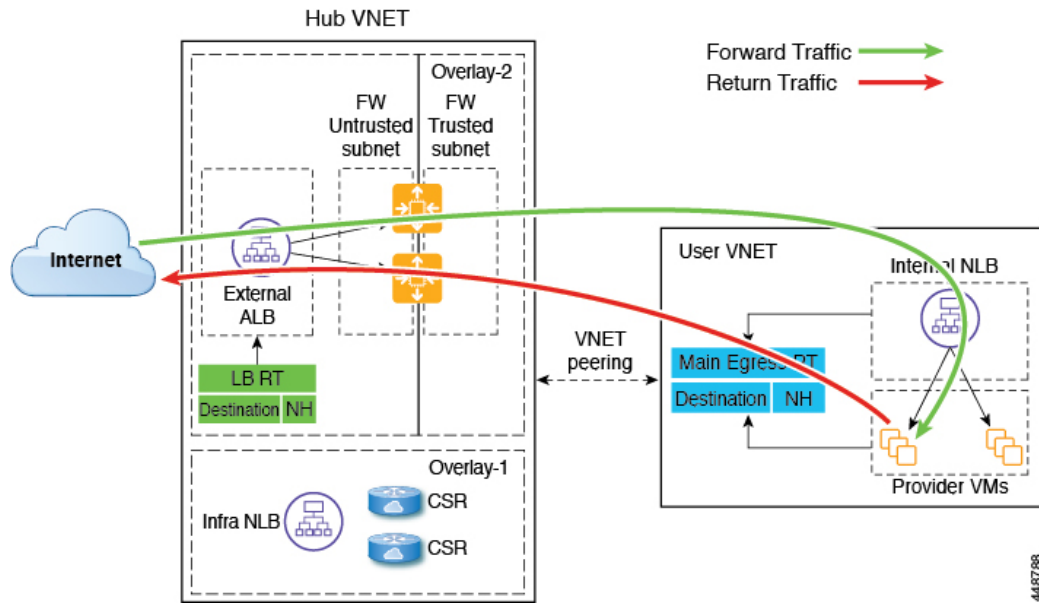 Hub VNET
Forward Traffic
Return Traffic
Overlay-2
FW
Untrusted
subnet
FW
Trusted
subnet
Internet
External
ALB
LB RT
Destination
NH
VNET
peering
User VNET
Internal NLB
Main Egress RT
Destination
NH
Provider VMs
Overlay-1
Infra NLB
CSR
CSR
448788